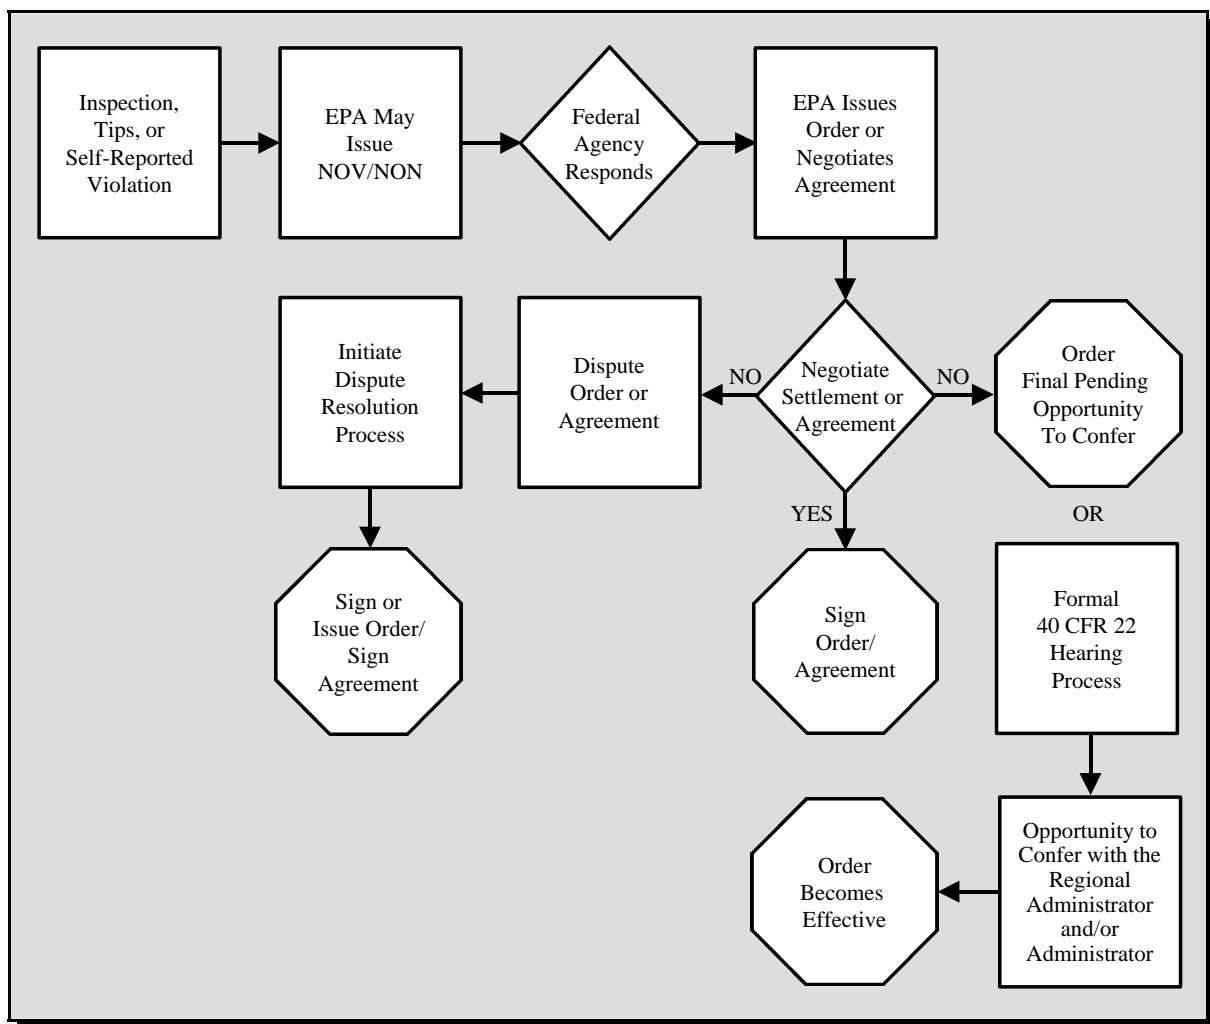 Inspection,
Tips, or
Self-Reported
Violation
EPA May
Issue
NOV/NON
Federal
Agency
Responds
EPA Issues
Order or
Negotiates
Agreement
Initiate
Dispute
Resolution
Process
Dispute
Order or
Agreement
NO
Negotiate
Settlement or
Agreement
NO
Order
Final Pending
Opportunity
To Confer
YES
OR
Sign or
Issue Order/
Sign
Agreement
Sign
Order/
Agreement
Formal
40 CFR 22
Hearing
Process
Order
Becomes
Effective
Opportunity to
Confer with the
Regional
Administrator
and/or
Administrator